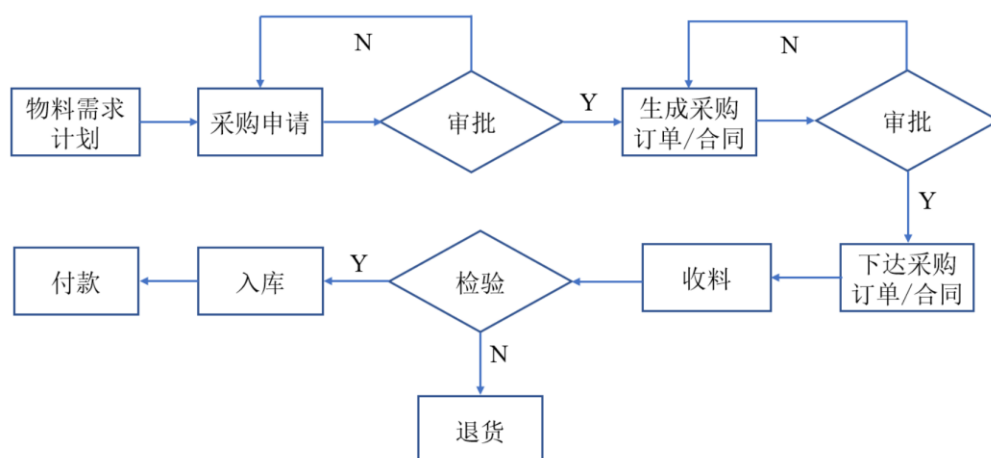 N
N
物料需求
计划
采购申请
审批
Y
生成采购
订单/合同
审批
Y
付款
入库
Y
检验
收料
下达采购
订单/合同
N
退货